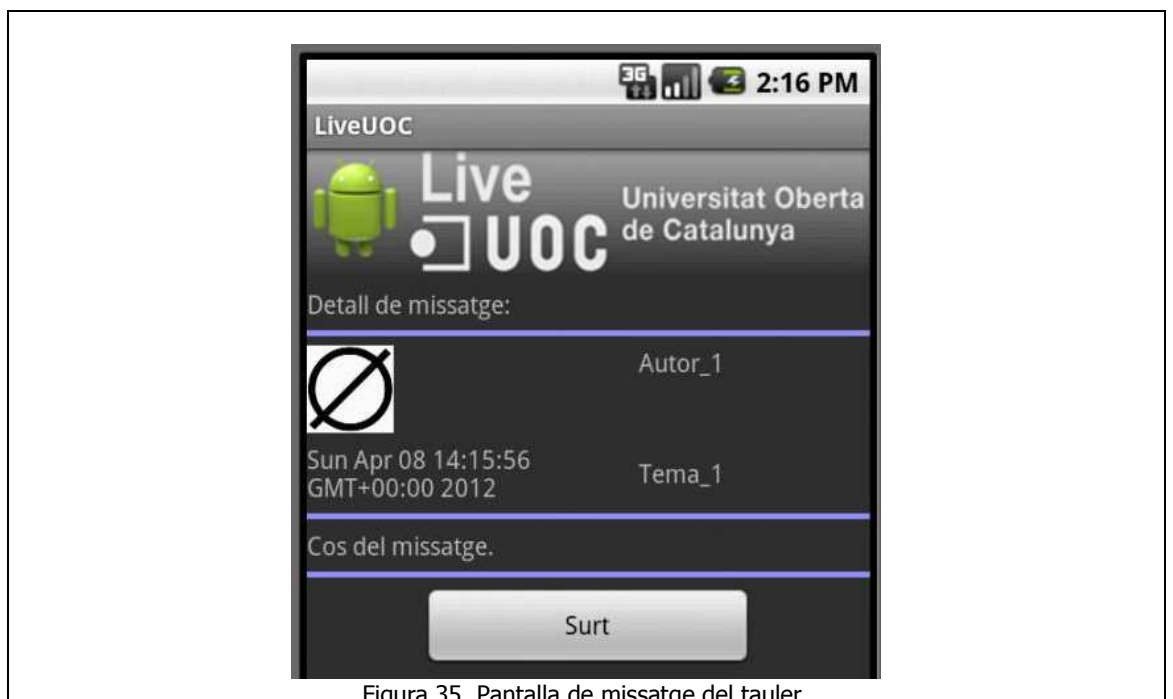 3G 2:16 PM
LiveUOC
Live
UOC
Universitat Oberta
de Catalunya
Detall de missatge:
Autor_1
Sun Apr 08 14:15:56
GMT+00:00 2012
Tema_1
Cos del missatge.
Surt
Figura 35. Pantalla de missatge del tauler